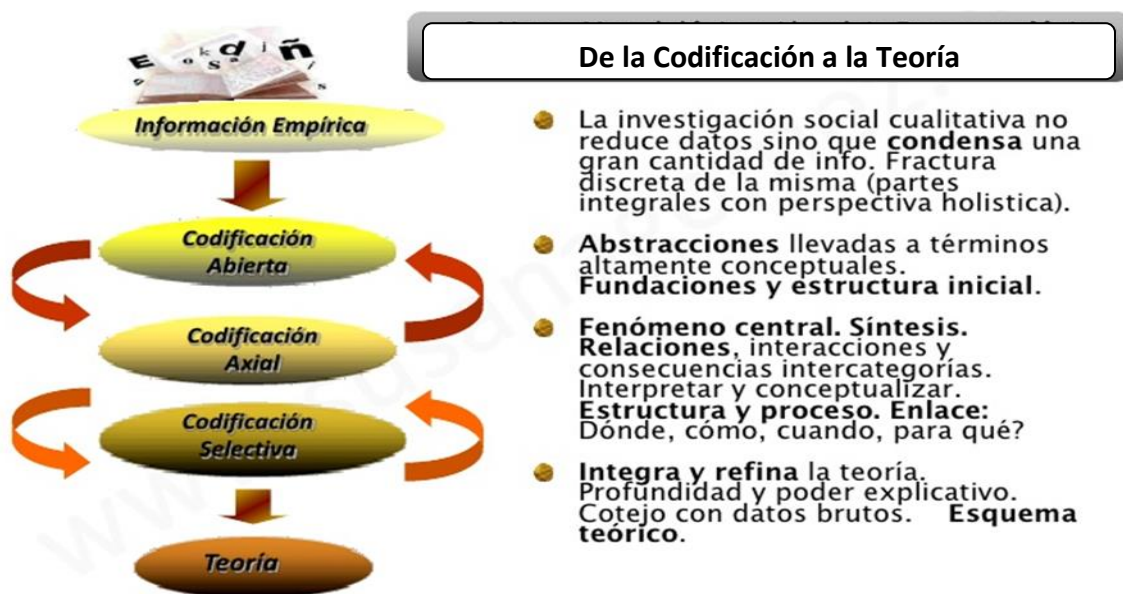 De la Codificación a la Teoría
Información Empírica
Codificación
Abierta
Codificación
Axial
Codificación
Selectiva
Teoría
La investigación social cualitativa no
reduce datos sino que condensa una
gran cantidad de info. Fractura
discreta de la misma (partes
integrales con perspectiva holistica).
Abstracciones llevadas a términos
altamente conceptuales.
Fundaciones y estructura inicial.
Fenómeno central. Síntesis.
Relaciones, interacciones y
consecuencias intercategorías.
Interpretar y conceptualizar.
Estructura y proceso. Enlace:
Dónde, cómo, cuando, para qué?
Integra y refina la teoría.
Profundidad y poder explicativo.
Cotejo con datos brutos. Esquema
teórico.